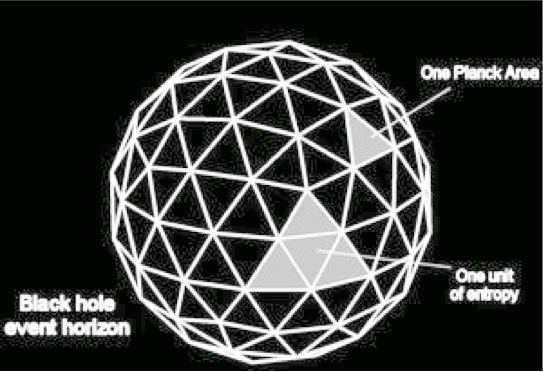 One Planck Area
One unit
of entropy
Black hole
event horizon